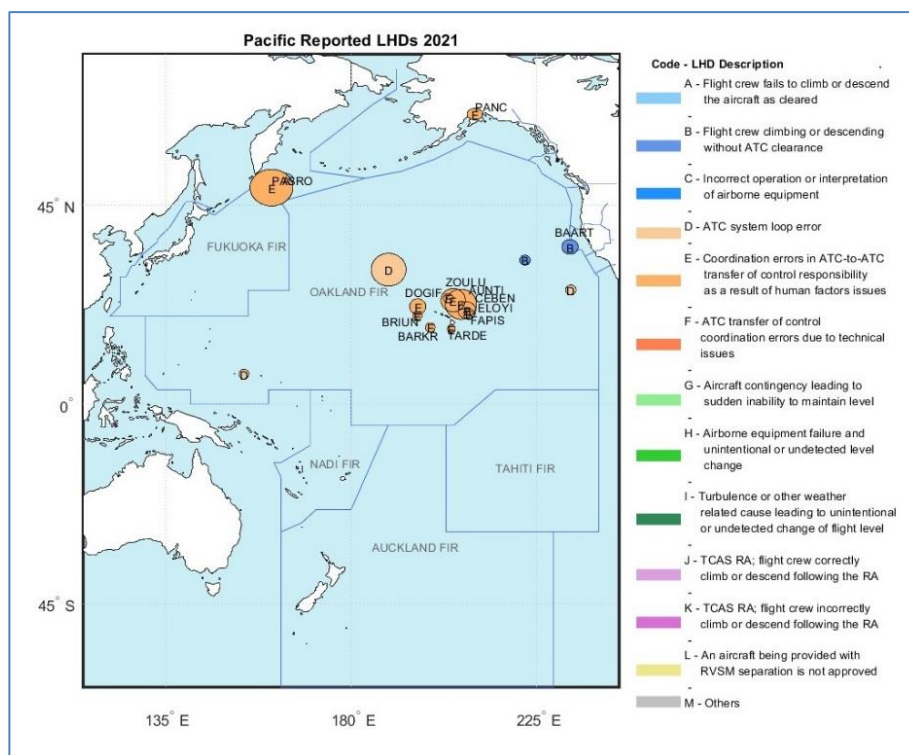 Pacific Reported LHDs 2021
PANC
E
ASRO
E
45° N
BAART
B
B
FUKUOKA FIR
D
D
OAKLAND FIR
ZOULU
AUNTI
DOGIF
CEBEN
E
ELOYI
BRIUN
FAPIS
E
BARKR
TARDE
D
0°
NADI FIR
TAHITI FIR
AUCKLAND FIR
45° S
135° E
180° E
225° E
Code - LHD Description
A - Flight crew fails to climb or descend
the aircraft as cleared
-
B - Flight crew climbing or descending
without ATC clearance
-
C - Incorrect operation or interpretation
of airborne equipment
-
D - ATC system loop error
-
E - Coordination errors in ATC-to-ATC
transfer of control responsibility
as a result of human factors issues
-
F - ATC transfer of control
coordination errors due to technical
issues
-
G - Aircraft contingency leading to
sudden inability to maintain level
-
H - Airborne equipment failure and
unintentional or undetected level
change
-
I - Turbulence or other weather
related cause leading to unintentional
or undetected change of flight level
-
J - TCAS RA; flight crew correctly
climb or descend following the RA
-
K - TCAS RA; flight crew incorrectly
climb or descend following the RA
-
L - An aircraft being provided with
RVSM separation is not approved
-
M - Others